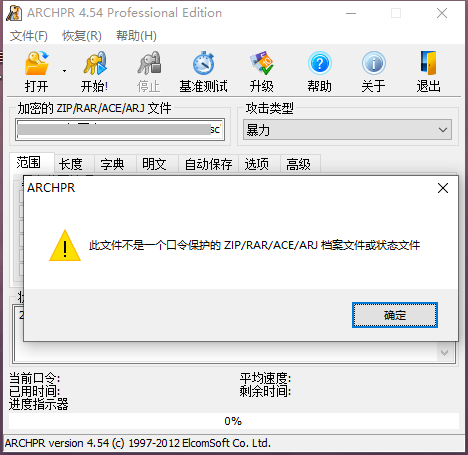 ARCHPR 4.54 Professional Edition
文件(F) 恢复(R) 帮助(H)
打开 开始! 停止 基准测试 升级 帮助 关于 退出
加密的 ZIP/RAR/ACE/ARJ 文件 攻击类型
sc 暴力
范围 长度 字典 明文 自动保存 选项 高级
ARCHPR
此文件不是一个口令保护的 ZIP/RAR/ACE/ARJ 档案文件或状态文件
确定
当前口令: 平均速度:
已用时间: 剩余时间:
进度指示器
0%
ARCHPR version 4.54 (c) 1997-2012 ElcomSoft Co. Ltd.